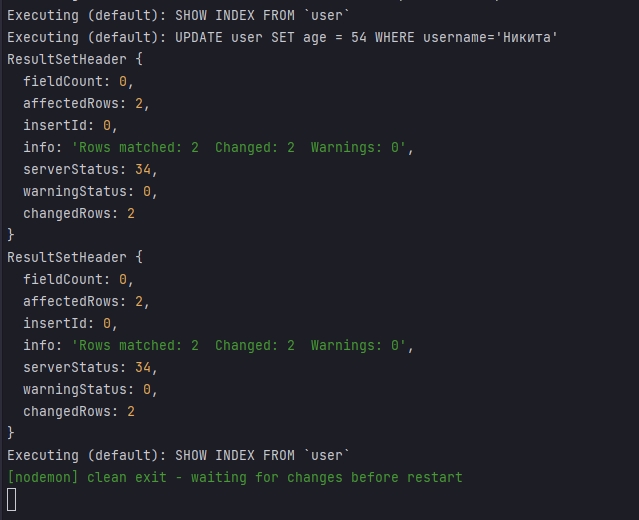 Executing (default): SHOW INDEX FROM `user`
Executing (default): UPDATE user SET age = 54 WHERE username='Никита'
ResultSetHeader {
  fieldCount: 0,
  affectedRows: 2,
  insertId: 0,
  info: 'Rows matched: 2  Changed: 2  Warnings: 0',
  serverStatus: 34,
  warningStatus: 0,
  changedRows: 2
}
ResultSetHeader {
  fieldCount: 0,
  affectedRows: 2,
  insertId: 0,
  info: 'Rows matched: 2  Changed: 2  Warnings: 0',
  serverStatus: 34,
  warningStatus: 0,
  changedRows: 2
}
Executing (default): SHOW INDEX FROM `user`
[nodemon] clean exit - waiting for changes before restart